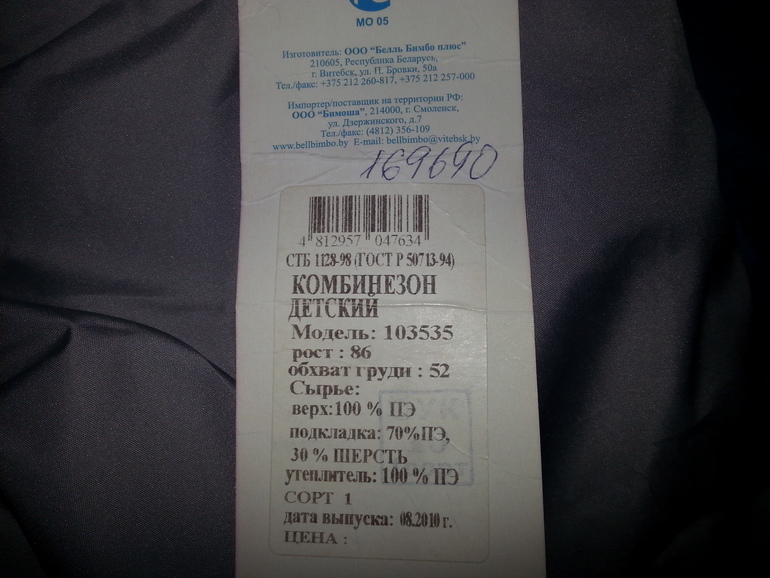 МО 05
Изготовитель: ООО "Белль Бимбо плюс"
210605, Республика Беларусь,
г. Витебск, ул. П. Бровки, 50а
Тел./факс: +375 212 260-817, +375 212 257-000
Импортер/поставщик на территории РФ:
ООО "Бимоша", 214000, г. Смоленск,
ул. Дзержинского, д.7
Тел./факс: (4812) 356-109
www.bellbimbo.by E-mail: bellbimbo@vitebsk.by
169690
4 812957 047634
СТБ 1128-98 (ГОСТ Р 50713-94)
КОМБИНЕЗОН
ДЕТСКИЙ
Модель: 103535
рост : 86
обхват груди : 52
Сырье:
верх:100 % ПЭ
подкладка: 70%ПЭ,
30 % ШЕРСТЬ
утеплитель: 100 % ПЭ
СОРТ 1
дата выпуска: 08.2010 г.
ЦЕНА :